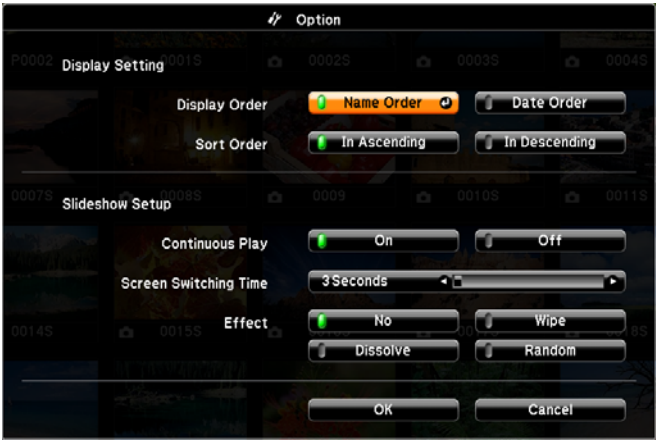 Option
P0002 0001S 0002S 0003S 0004S
Display Setting
Display Order Name Order Date Order
Sort Order In Ascending In Descending
0007S 0008S 0009 0010S 0011S
Slideshow Setup
Continuous Play On Off
Screen Switching Time 3Seconds
Effect No Wipe
0014S 0015S
Dissolve Random
OK Cancel